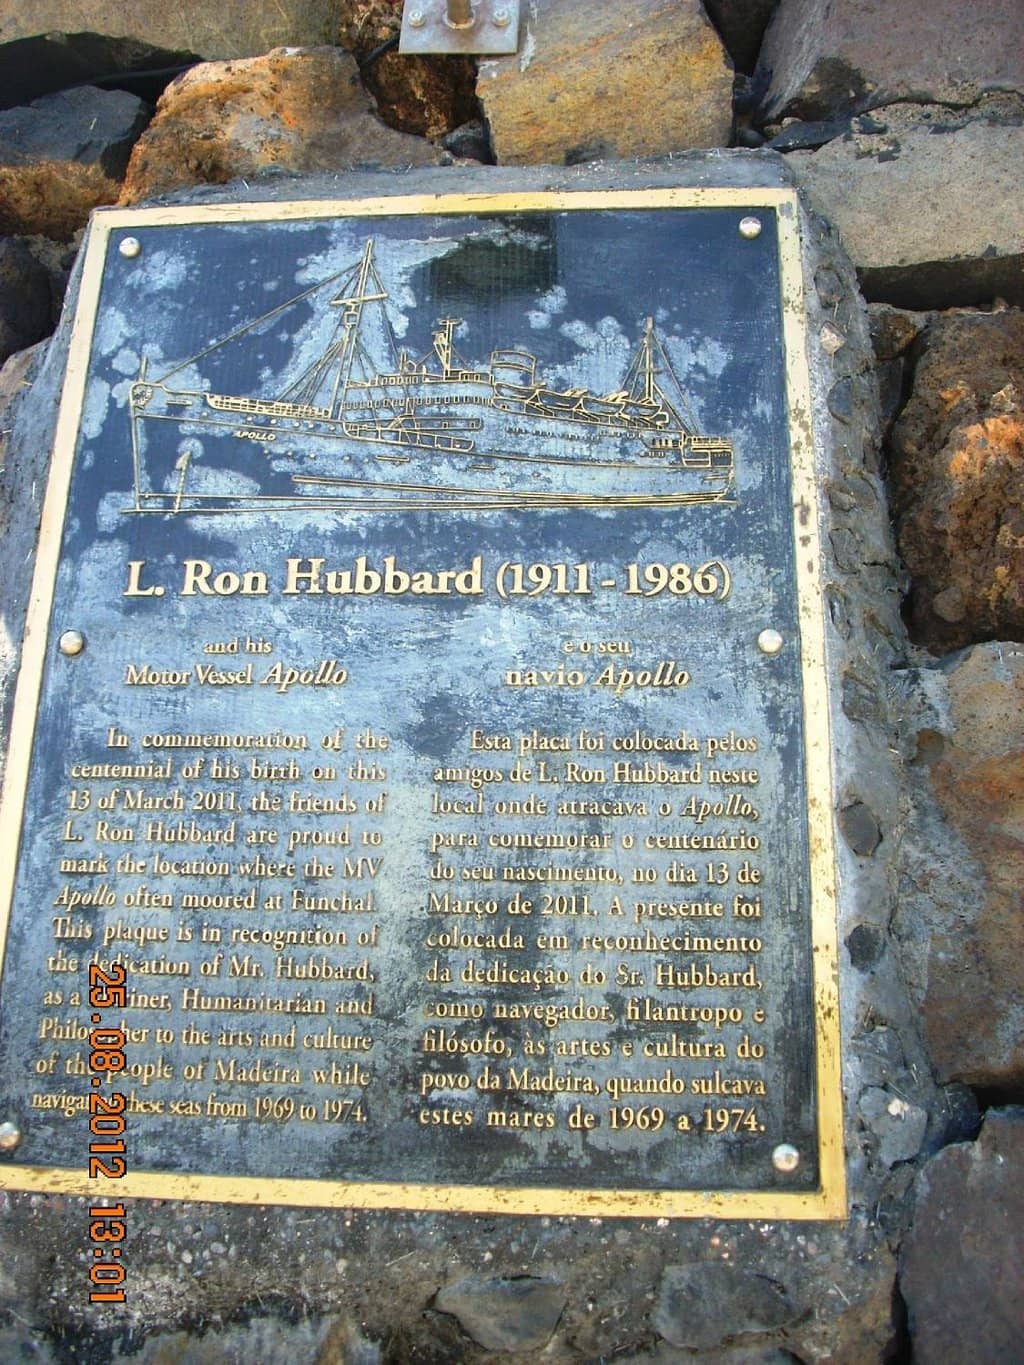 APOLLO
L. Ron Hubbard (1911 - 1986)
and his
Motor Vessel Apollo
In commemoration of the
centennial of his birth on this
13 of March 2011, the friends of
L. Ron Hubbard are proud to
mark the location where the MV
Apollo often moored at Funchal.
This plaque is in recognition of
the dedication of Mr. Hubbard,
as a Mariner, Humanitarian and
Philosopher to the arts and culture
of the people of Madeira while
navigating these seas from 1969 to 1974.
e o seu
navio Apollo
Esta placa foi colocada pelos
amigos de L. Ron Hubbard neste
local onde atracava o Apollo,
para comemorar o centenário
do seu nascimento, no dia 13 de
Março de 2011. A presente foi
colocada em reconhecimento
da dedicação do Sr. Hubbard,
como navegador, filantropo e
filósofo, às artes e cultura do
povo da Madeira, quando sulcava
estes mares de 1969 a 1974.
25.08.2012 13:01